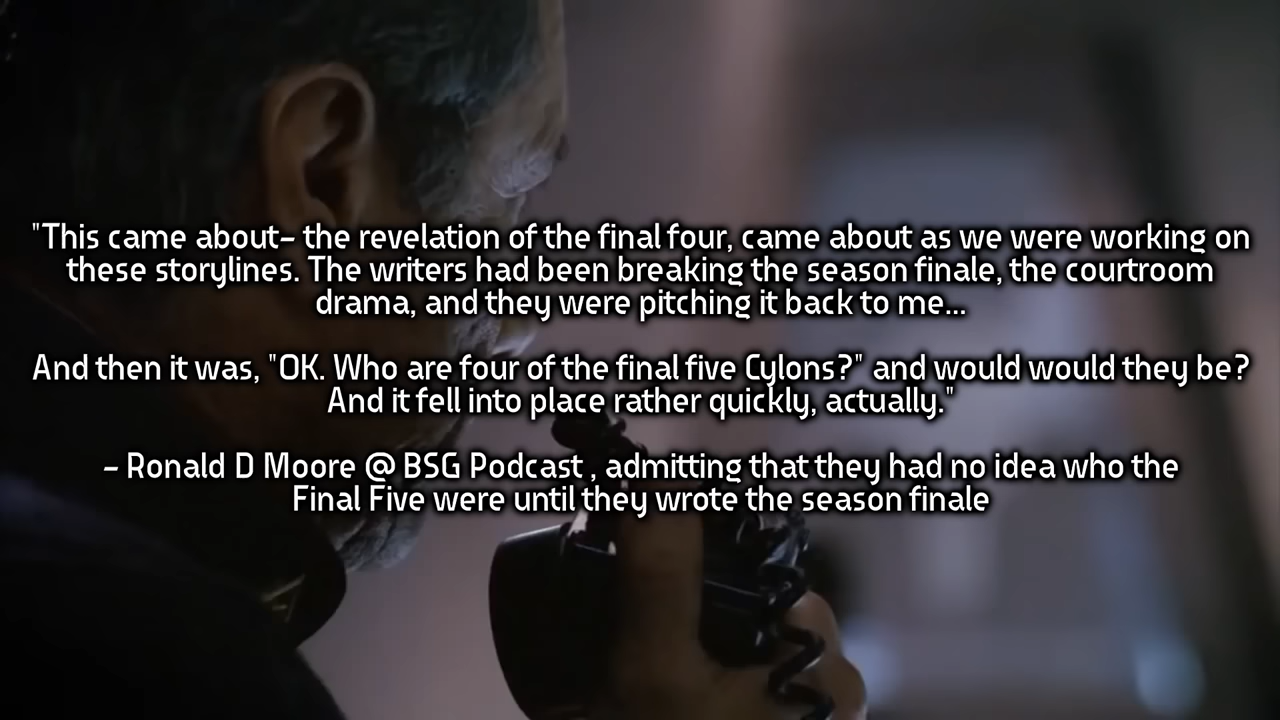 "This came about– the revelation of the final four, came about as we were working on
these storylines. The writers had been breaking the season finale, the courtroom
drama, and they were pitching it back to me...
And then it was, "OK. Who are four of the final five Cylons?" and would would they be?
And it fell into place rather quickly, actually."
– Ronald D Moore @ BSG Podcast , admitting that they had no idea who the
Final Five were until they wrote the season finale